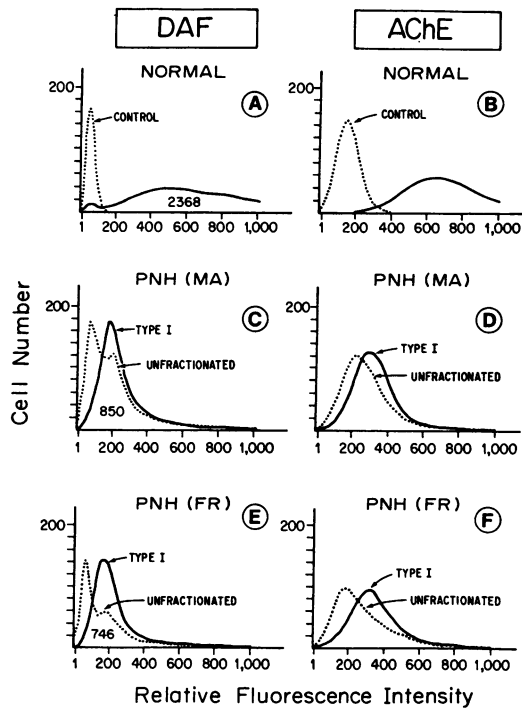 DAF AChE
NORMAL NORMAL
200 A 200 B
CONTROL CONTROL
2368
1 200 400 600 800 1,000 1 200 400 600 800 1,000
PNH (MA) PNH (MA)
200 C 200 D
TYPE I TYPE I
UNFRACTIONATED UNFRACTIONATED
850
1 200 400 600 800 1,000 1 200 400 600 800 1,000
PNH (FR) PNH (FR)
200 E 200 F
TYPE I TYPE I
UNFRACTIONATED UNFRACTIONATED
746
1 200 400 600 800 1,000 1 200 400 600 800 1,000
Cell Number
Relative Fluorescence Intensity